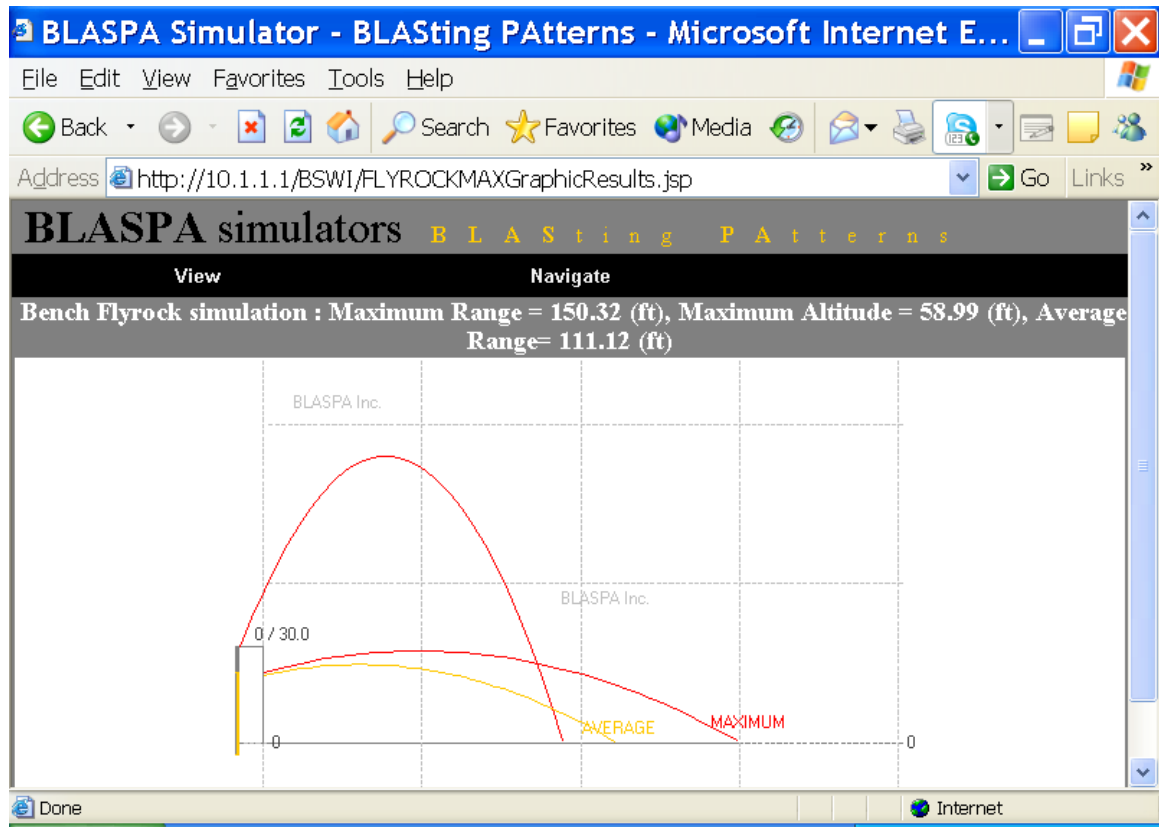 BLASPA Simulator - BLASting PAtterns - Microsoft Internet E...
File Edit View Favorites Tools Help
Back Search Favorites Media
Address http://10.1.1.1/BSWI/FLYROCKMAXGraphicResults.jsp Go Links »
BLASPA simulators BLASting PAtterns
View Navigate
Bench Flyrock simulation : Maximum Range = 150.32 (ft), Maximum Altitude = 58.99 (ft), Average
Range= 111.12 (ft)
BLASPA Inc.
BLASPA Inc.
0 / 30.0
AVERAGE MAXIMUM
0 0
Done Internet